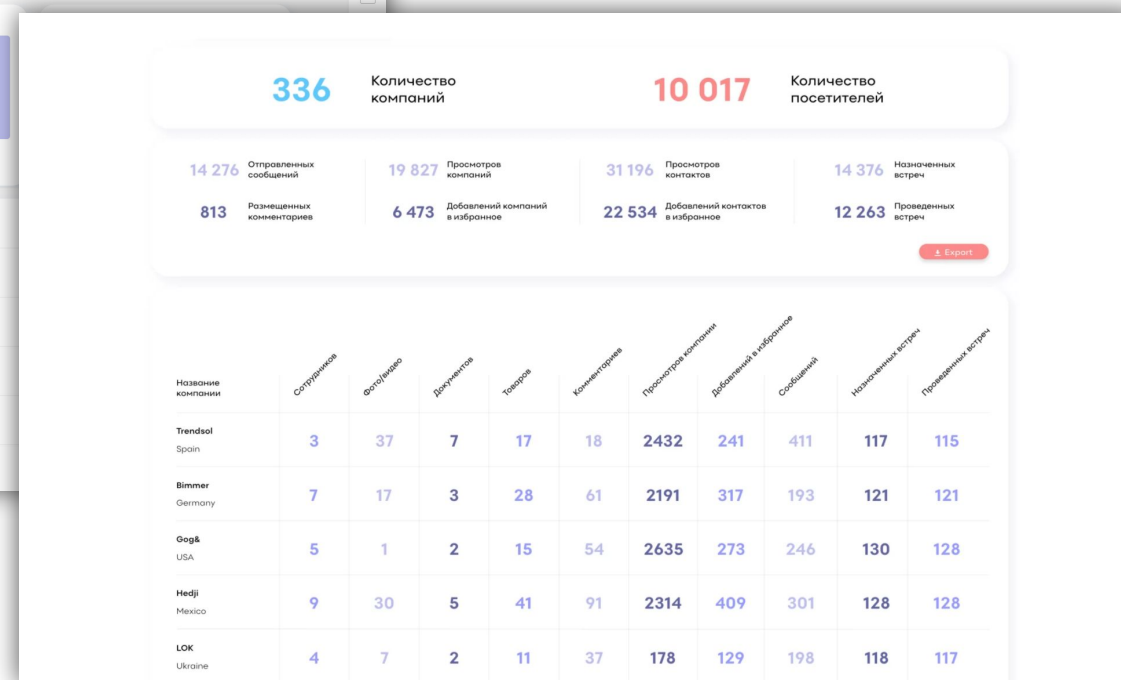 336
Количество
компаний
10 017
Количество
посетителей
14 276
Отправленных
сообщений
19 827
Просмотров
компаний
31 196
Просмотров
контактов
14 376
Назначенных
встреч
813
Размещенных
комментариев
6 473
Добавлений компаний
в избранное
22 534
Добавлений контактов
в избранное
12 263
Проведенных
встреч
Export
Название
компании
Сотрудников
Фото/видео
Документов
Товаров
Комментариев
Просмотров компании
Добавлений в избранное
Сообщений
Назначенных встреч
Проведенных встреч
Trendsol
Spain
3 37 7 17 18 2432 241 411 117 115
Bimmer
Germany
7 17 3 28 61 2191 317 193 121 121
Gog&
USA
5 1 2 15 54 2635 273 246 130 128
Hedji
Mexico
9 30 5 41 91 2314 409 301 128 128
LOK
Ukraine
4 7 2 11 37 178 129 198 118 117